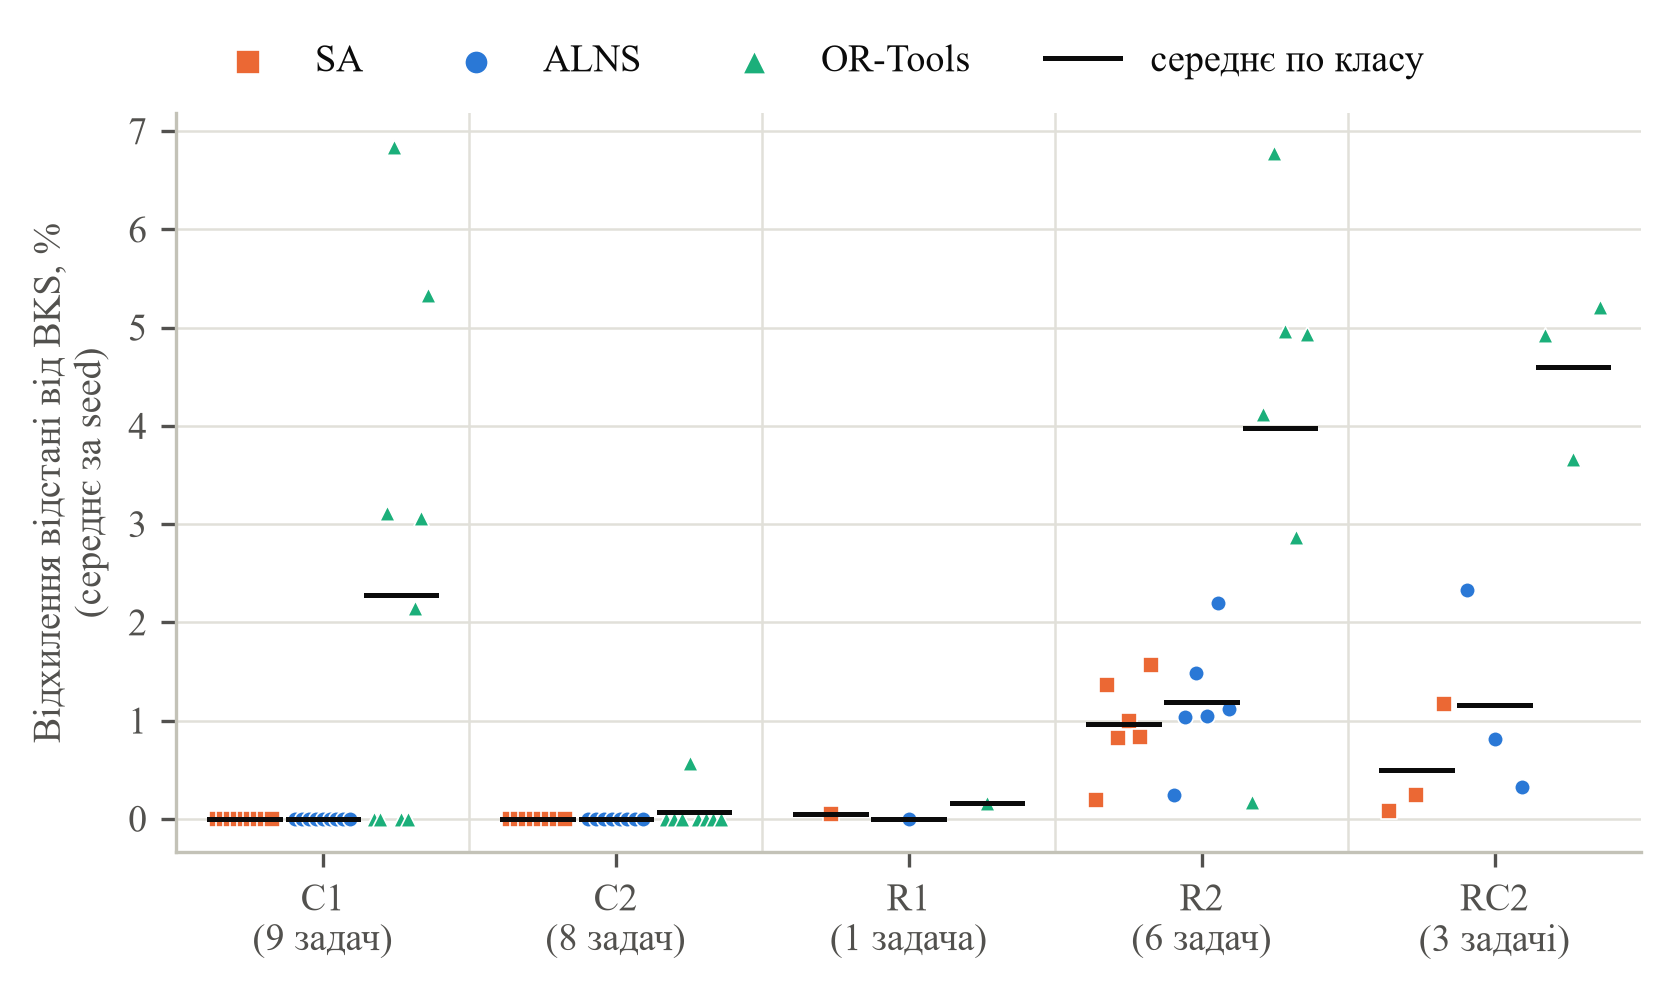 SA ALNS OR-Tools середнє по класу
Відхилення відстані від BKS, %
(середнє за seed)
7
6
5
4
3
2
1
0
C1 C2 R1 R2 RC2
(9 задач) (8 задач) (1 задача) (6 задач) (3 задачі)